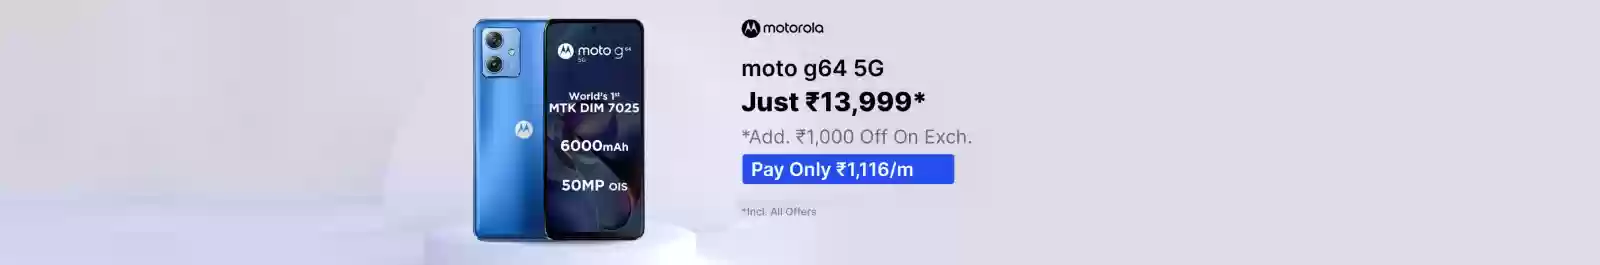 moto g64
5G
World's 1st
MTK DIM 7025
6000mAh
50MP OIS
motorola
moto g64 5G
Just ₹13,999*
*Add. ₹1,000 Off On Exch.
Pay Only ₹1,116/m
*Incl. All Offers